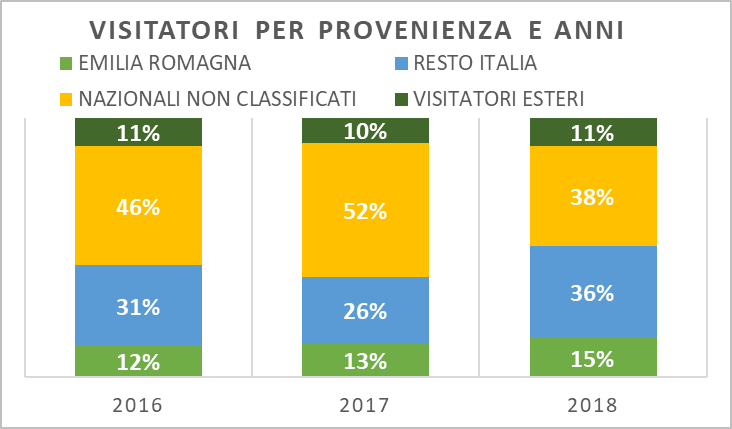 VISITATORI PER PROVENIENZA E ANNI
EMILIA ROMAGNA RESTO ITALIA
NAZIONALI NON CLASSIFICATI VISITATORI ESTERI
11% 10% 11%
46% 52% 38%
31% 26% 36%
12% 13% 15%
2016 2017 2018